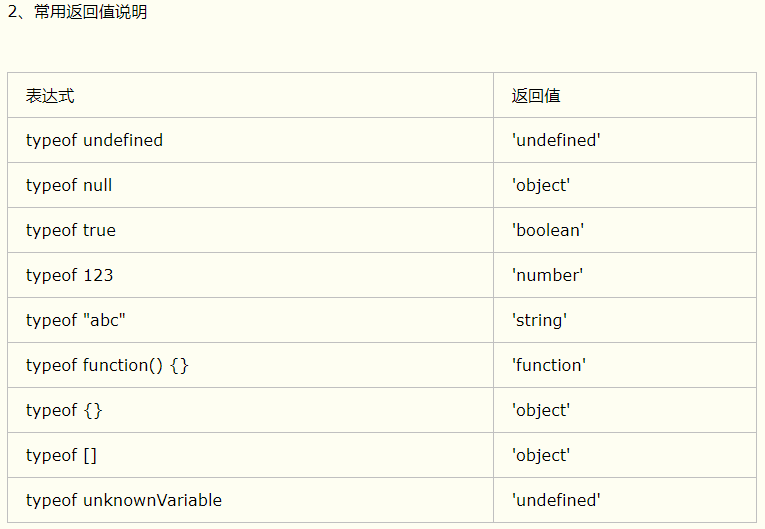 2、常用返回值说明
表达式 返回值
typeof undefined 'undefined'
typeof null 'object'
typeof true 'boolean'
typeof 123 'number'
typeof "abc" 'string'
typeof function() {} 'function'
typeof {} 'object'
typeof [] 'object'
typeof unknownVariable 'undefined'